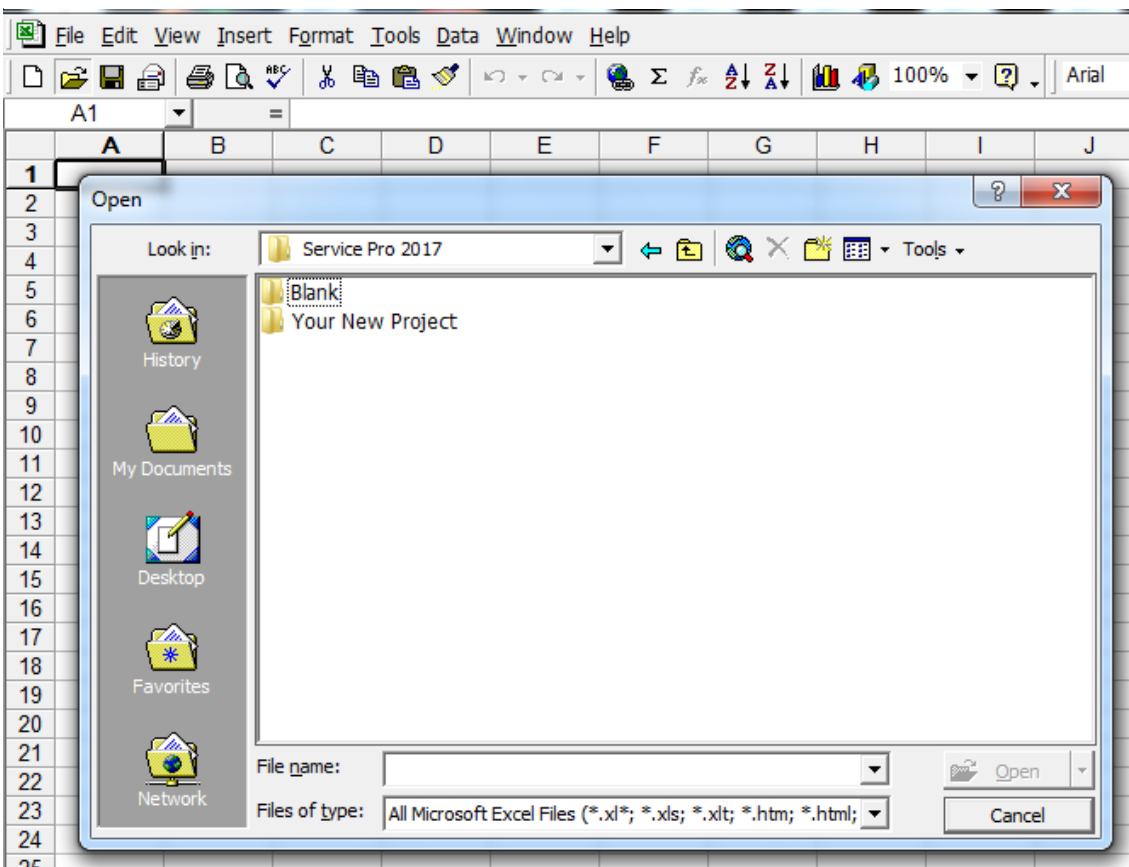 File Edit View Insert Format Tools Data Window Help
ABC Σ fx A Z Z A 100% ? Arial
A1 =
A B C D E F G H I J
1
2
3
4
5
6
7
8
9
10
11
12
13
14
15
16
17
18
19
20
21
22
23
24
25
Open ? X
Look in: Service Pro 2017 Tools
History
My Documents
Desktop
Favorites
Network
Blank
Your New Project
File name: Open
Files of type: All Microsoft Excel Files (*.xl*; *.xls; *.xlt; *.htm; *.html; Cancel